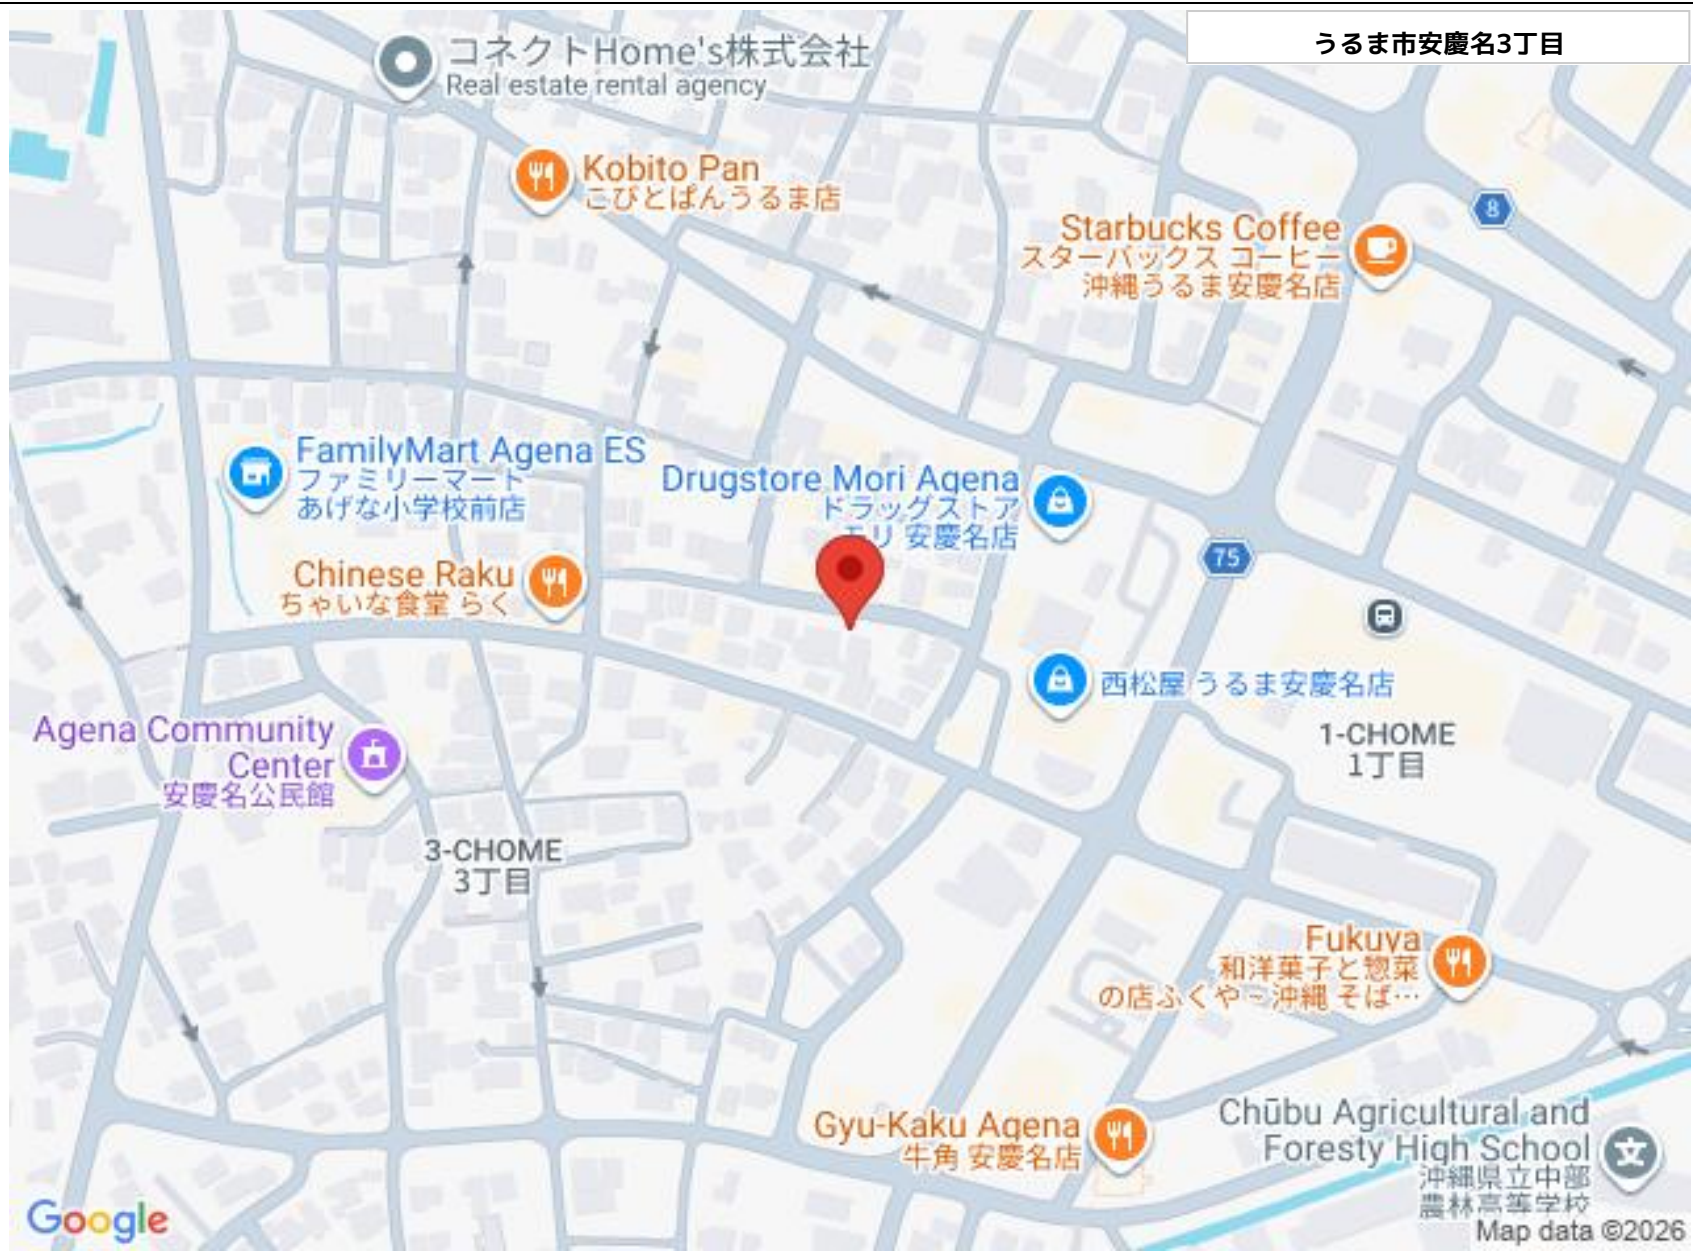 うるま市安慶名3丁目
コネクトHome's株式会社
Real estate rental agency
Kobito Pan
こびとぱんうるま店
8
Starbucks Coffee
スターバックス コーヒー
沖縄うるま安慶名店
FamilyMart Agena ES
ファミリーマート
あげな小学校前店
Drugstore Mori Agena
ドラッグストア
モリ 安慶名店
75
Chinese Raku
ちゃいな食堂 らく
西松屋 うるま安慶名店
Agena Community
Center
安慶名公民館
1-CHOME
1丁目
3-CHOME
3丁目
Fukuya
和洋菓子と惣菜
の店ふくや~沖縄 そば…
Gyu-Kaku Agena
牛角 安慶名店
Chūbu Agricultural and
Foresty High School
沖縄県立中部
農林高等学校
文
Google
Map data ©2026